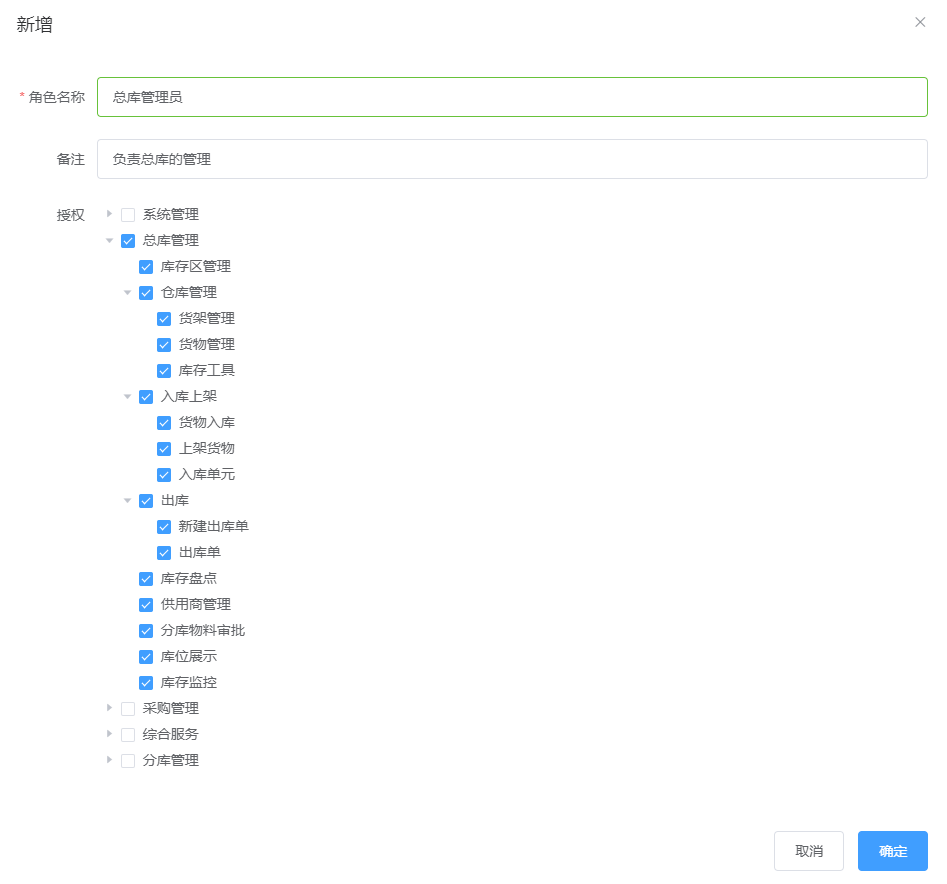 新增
* 角色名称 总库管理员
备注 负责总库的管理
授权 系统管理
总库管理
库存区管理
仓库管理
货架管理
货物管理
库存工具
入库上架
货物入库
上架货物
入库单元
出库
新建出库单
出库单
库存盘点
供用商管理
分库物料审批
库位展示
库存监控
采购管理
综合服务
分库管理
取消 确定